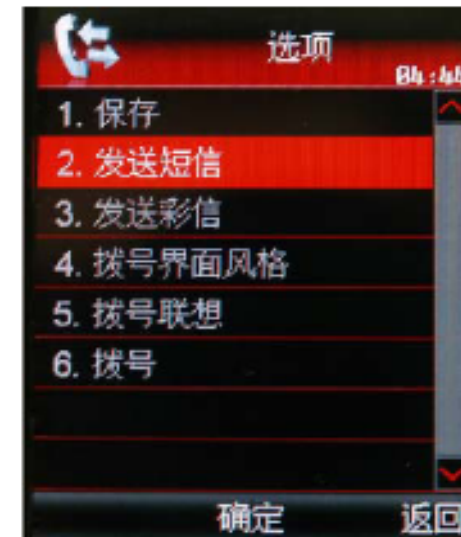 选项
1. 保存
2. 发送短信
3. 发送彩信
4. 拨号界面风格
5. 拨号联想
6. 拨号
确定 返回